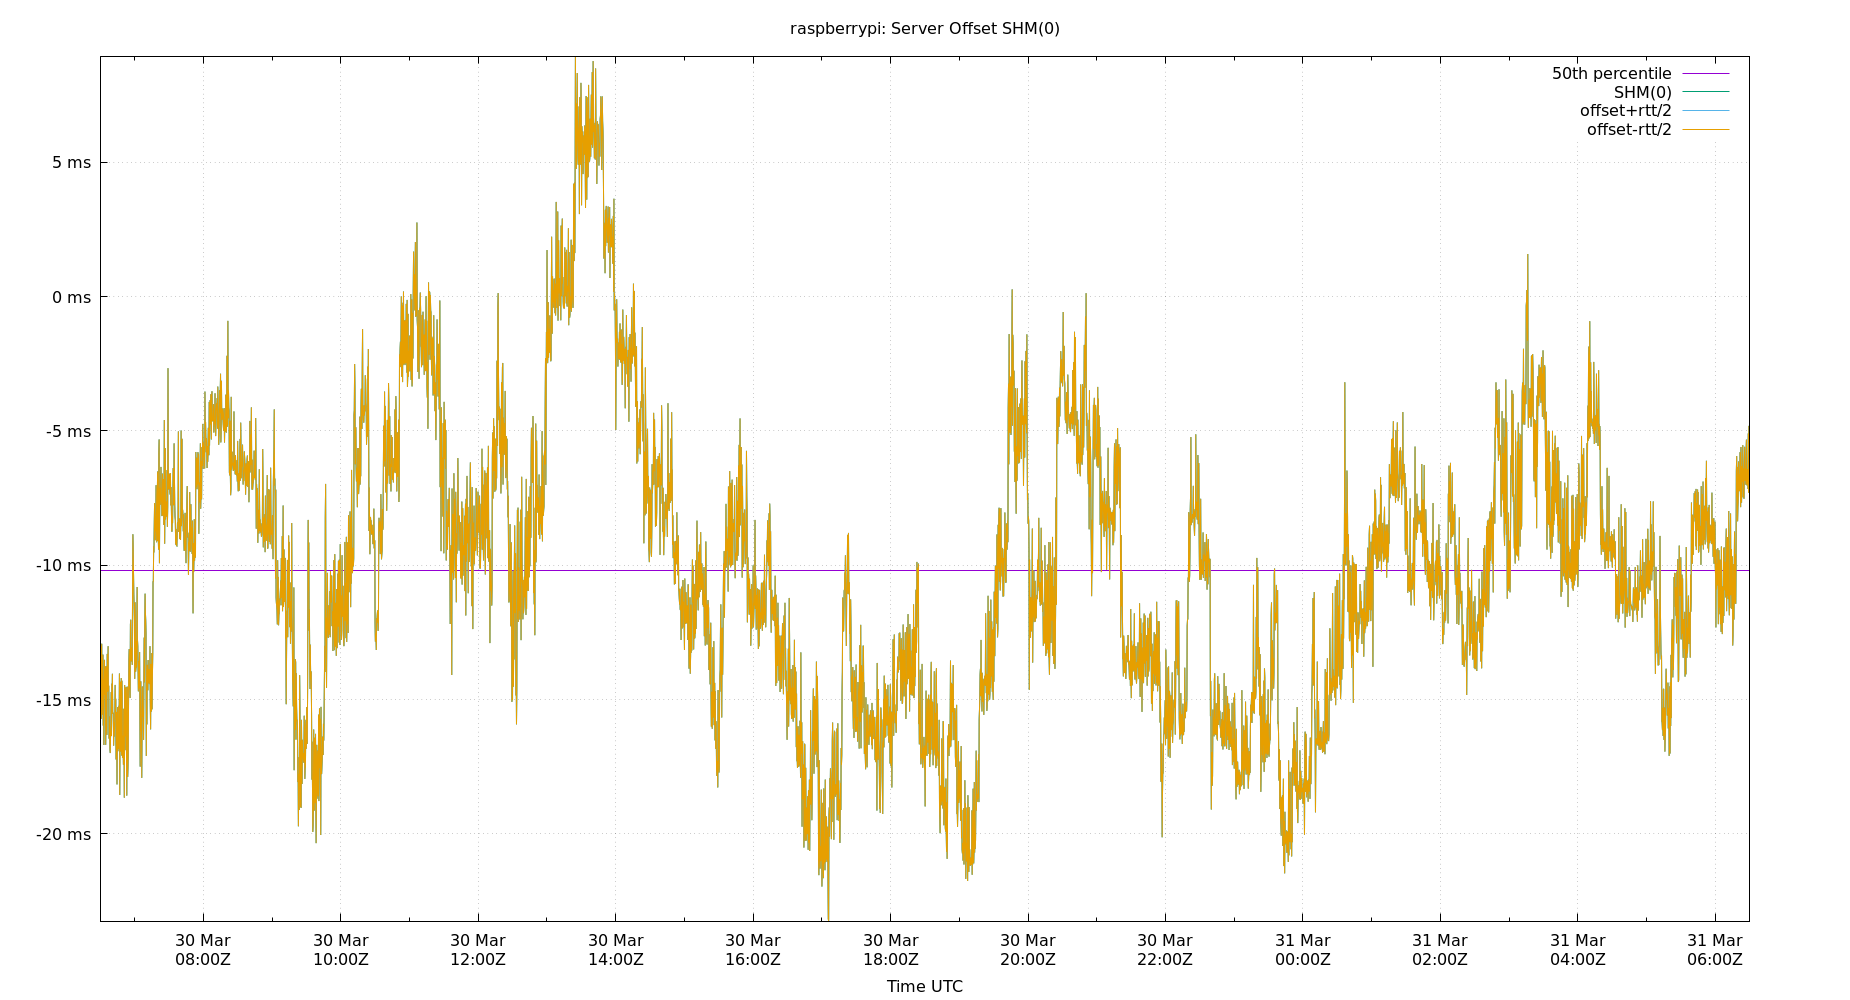 raspberrypi: Server Offset SHM(0)
50th percentile
SHM(0)
offset+rtt/2
offset-rtt/2
5 ms
0 ms
-5 ms
-10 ms
-15 ms
-20 ms
30 Mar 30 Mar 30 Mar 30 Mar 30 Mar 30 Mar 30 Mar 30 Mar 31 Mar 31 Mar 31 Mar 31 Mar
08:00Z 10:00Z 12:00Z 14:00Z 16:00Z 18:00Z 20:00Z 22:00Z 00:00Z 02:00Z 04:00Z 06:00Z
Time UTC